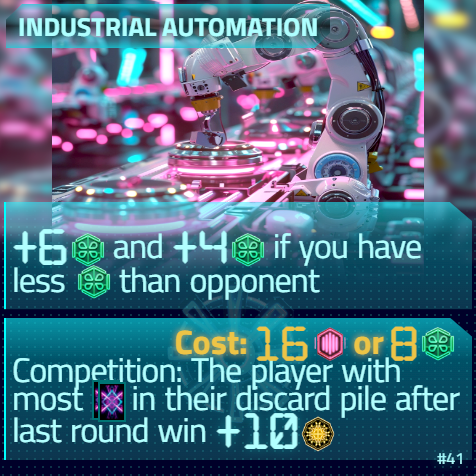 INDUSTRIAL AUTOMATION
+6 and +4 if you have
less than opponent
Cost: 16 or 8
Competition: The player with
most in their discard pile after
last round win +10
#41